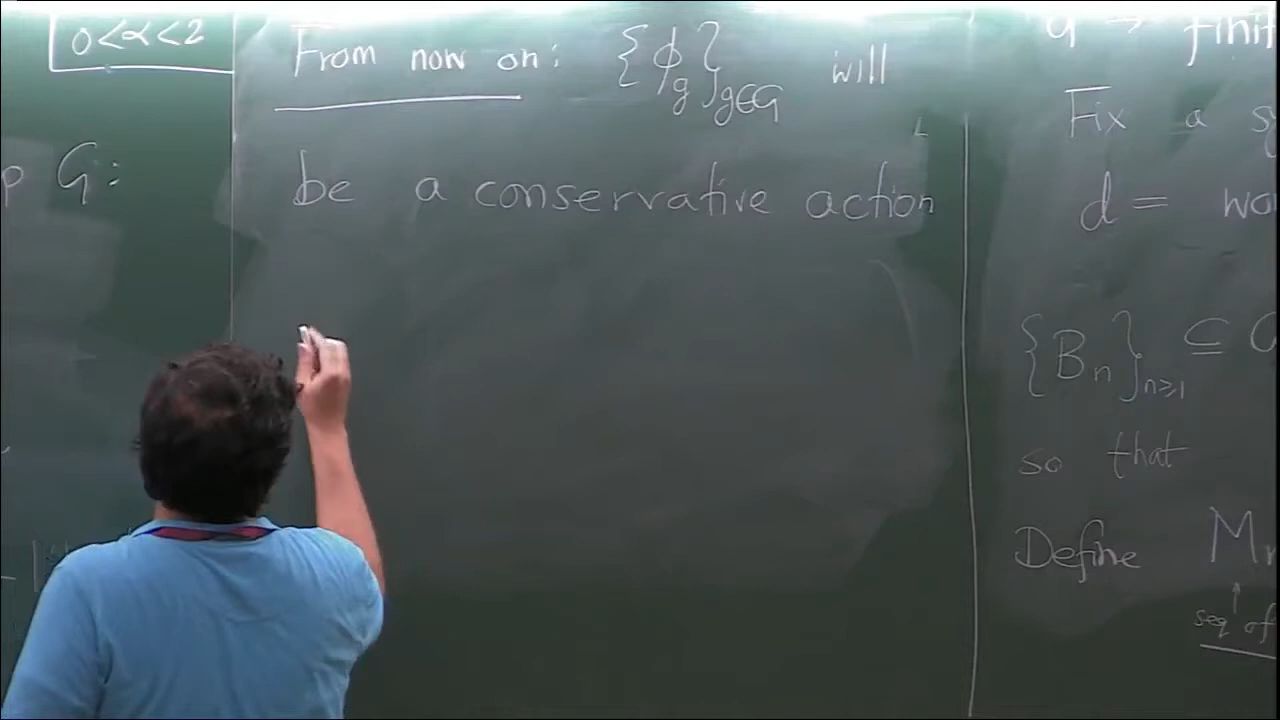 0<α<2
p G:
From now on: {ϕ_g}_{g∈G} will
be a conservative action
Fix a
d = wo
{B_n}_{n≥1} ⊆
so that
Define M
seq of